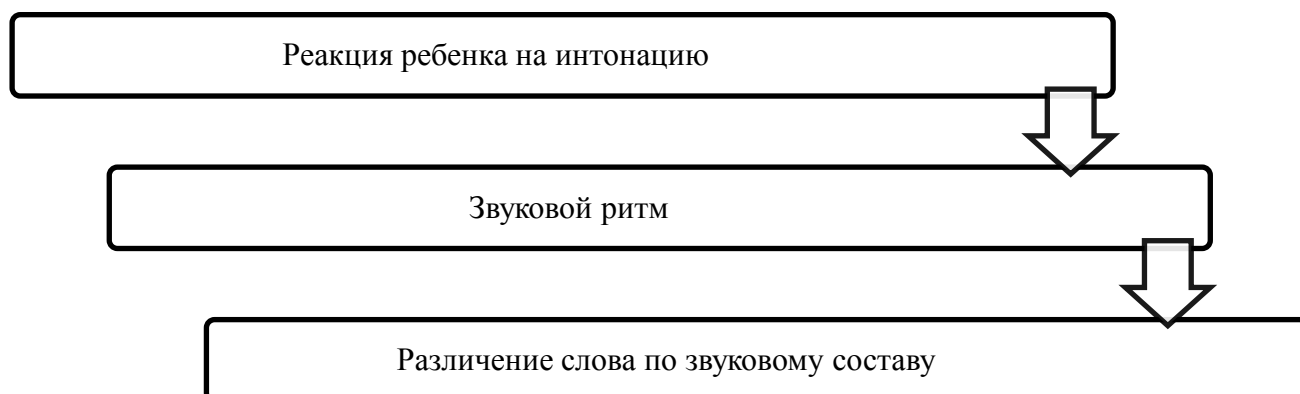 Реакция ребенка на интонацию
Звуковой ритм
Различение слова по звуковому составу